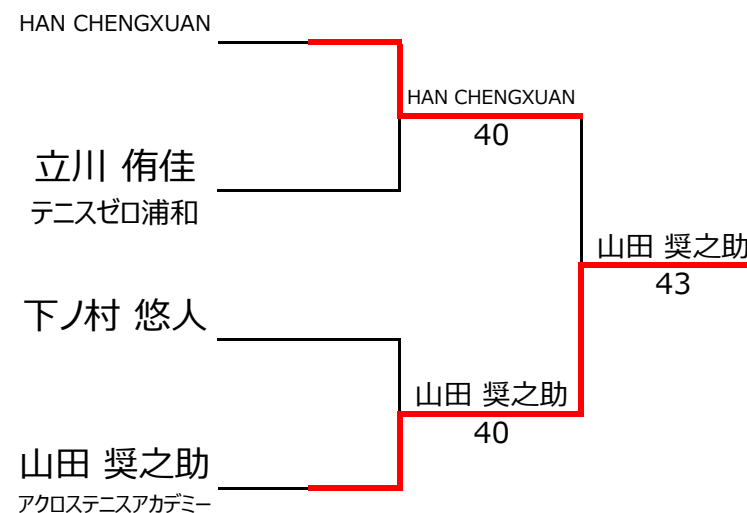 HAN CHENGXUAN
HAN CHENGXUAN
40
立川 侑佳
テニスゼロ浦和
山田 奨之助
43
下ノ村 悠人
山田 奨之助
40
山田 奨之助
アクロステニスアカデミー